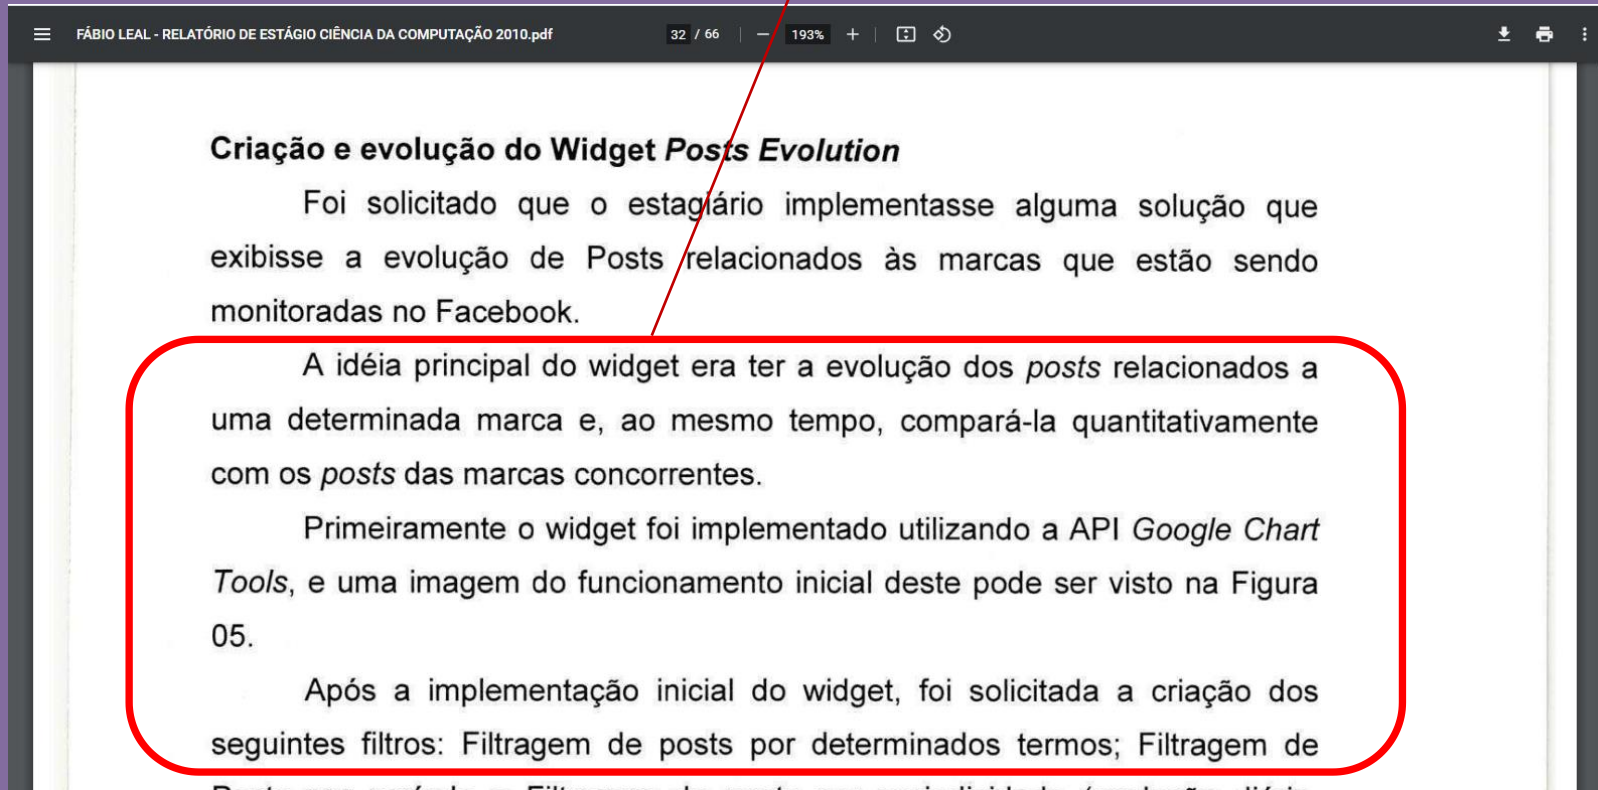 FÁBIO LEAL - RELATÓRIO DE ESTÁGIO CIÊNCIA DA COMPUTAÇÃO 2010.pdf 32 / 66 193%
Criação e evolução do Widget Posts Evolution
Foi solicitado que o estagiário implementasse alguma solução que
exibisse a evolução de Posts relacionados às marcas que estão sendo
monitoradas no Facebook.
A idéia principal do widget era ter a evolução dos posts relacionados a
uma determinada marca e, ao mesmo tempo, compará-la quantitativamente
com os posts das marcas concorrentes.
Primeiramente o widget foi implementado utilizando a API Google Chart
Tools, e uma imagem do funcionamento inicial deste pode ser visto na Figura
05.
Após a implementação inicial do widget, foi solicitada a criação dos
seguintes filtros: Filtragem de posts por determinados termos; Filtragem de